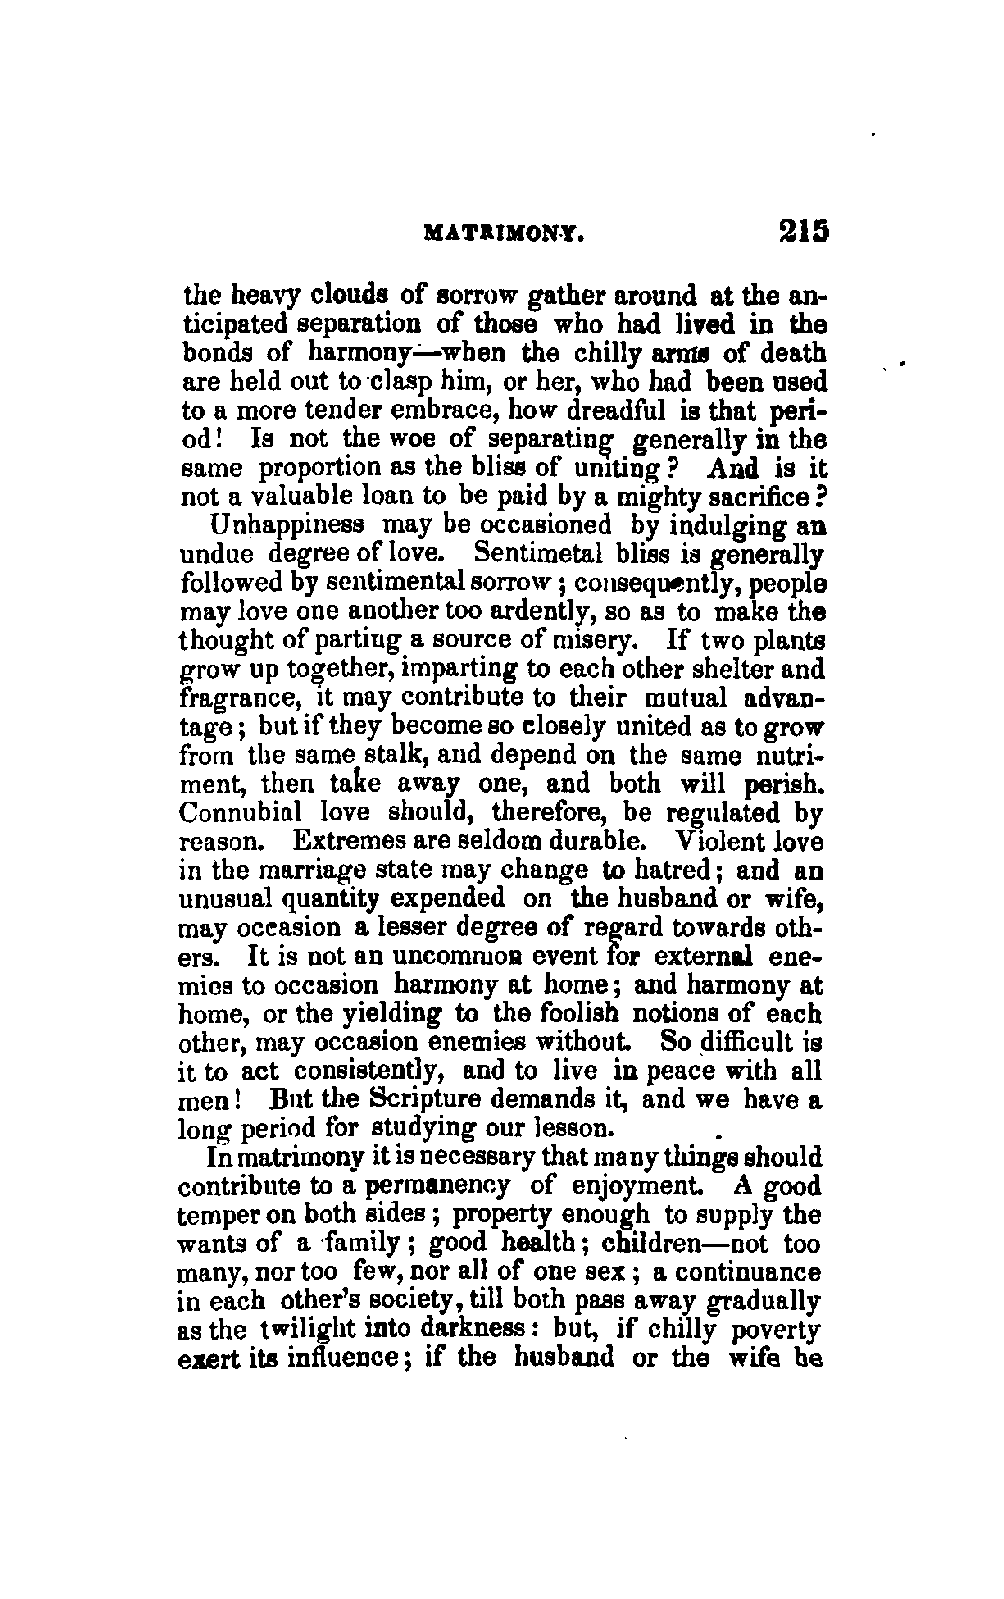 MATRIMONY. 215
the heavy clouds of sorrow gather around at the an-
ticipated separation of those who had lived in the
bonds of harmony—when the chilly arms of death
are held out to clasp him, or her, who had been used
to a more tender embrace, how dreadful is that peri-
od! Is not the woe of separating generally in the
same proportion as the bliss of uniting? And is it
not a valuable loan to be paid by a mighty sacrifice?
Unhappiness may be occasioned by indulging an
undue degree of love. Sentimetal bliss is generally
followed by sentimental sorrow; consequently, people
may love one another too ardently, so as to make the
thought of parting a source of misery. If two plants
grow up together, imparting to each other shelter and
fragrance, it may contribute to their mutual advan-
tage; but if they become so closely united as to grow
from the same stalk, and depend on the same nutri-
ment, then take away one, and both will perish.
Connubial love should, therefore, be regulated by
reason. Extremes are seldom durable. Violent love
in the marriage state may change to hatred; and an
unusual quantity expended on the husband or wife,
may occasion a lesser degree of regard towards oth-
ers. It is not an uncommon event for external ene-
mies to occasion harmony at home; and harmony at
home, or the yielding to the foolish notions of each
other, may occasion enemies without. So difficult is
it to act consistently, and to live in peace with all
men! But the Scripture demands it, and we have a
long period for studying our lesson.
In matrimony it is necessary that many things should
contribute to a permanency of enjoyment. A good
temper on both sides; property enough to supply the
wants of a family; good health; children—not too
many, nor too few, nor all of one sex; a continuance
in each other's society, till both pass away gradually
as the twilight into darkness: but, if chilly poverty
exert its influence; if the husband or the wife be